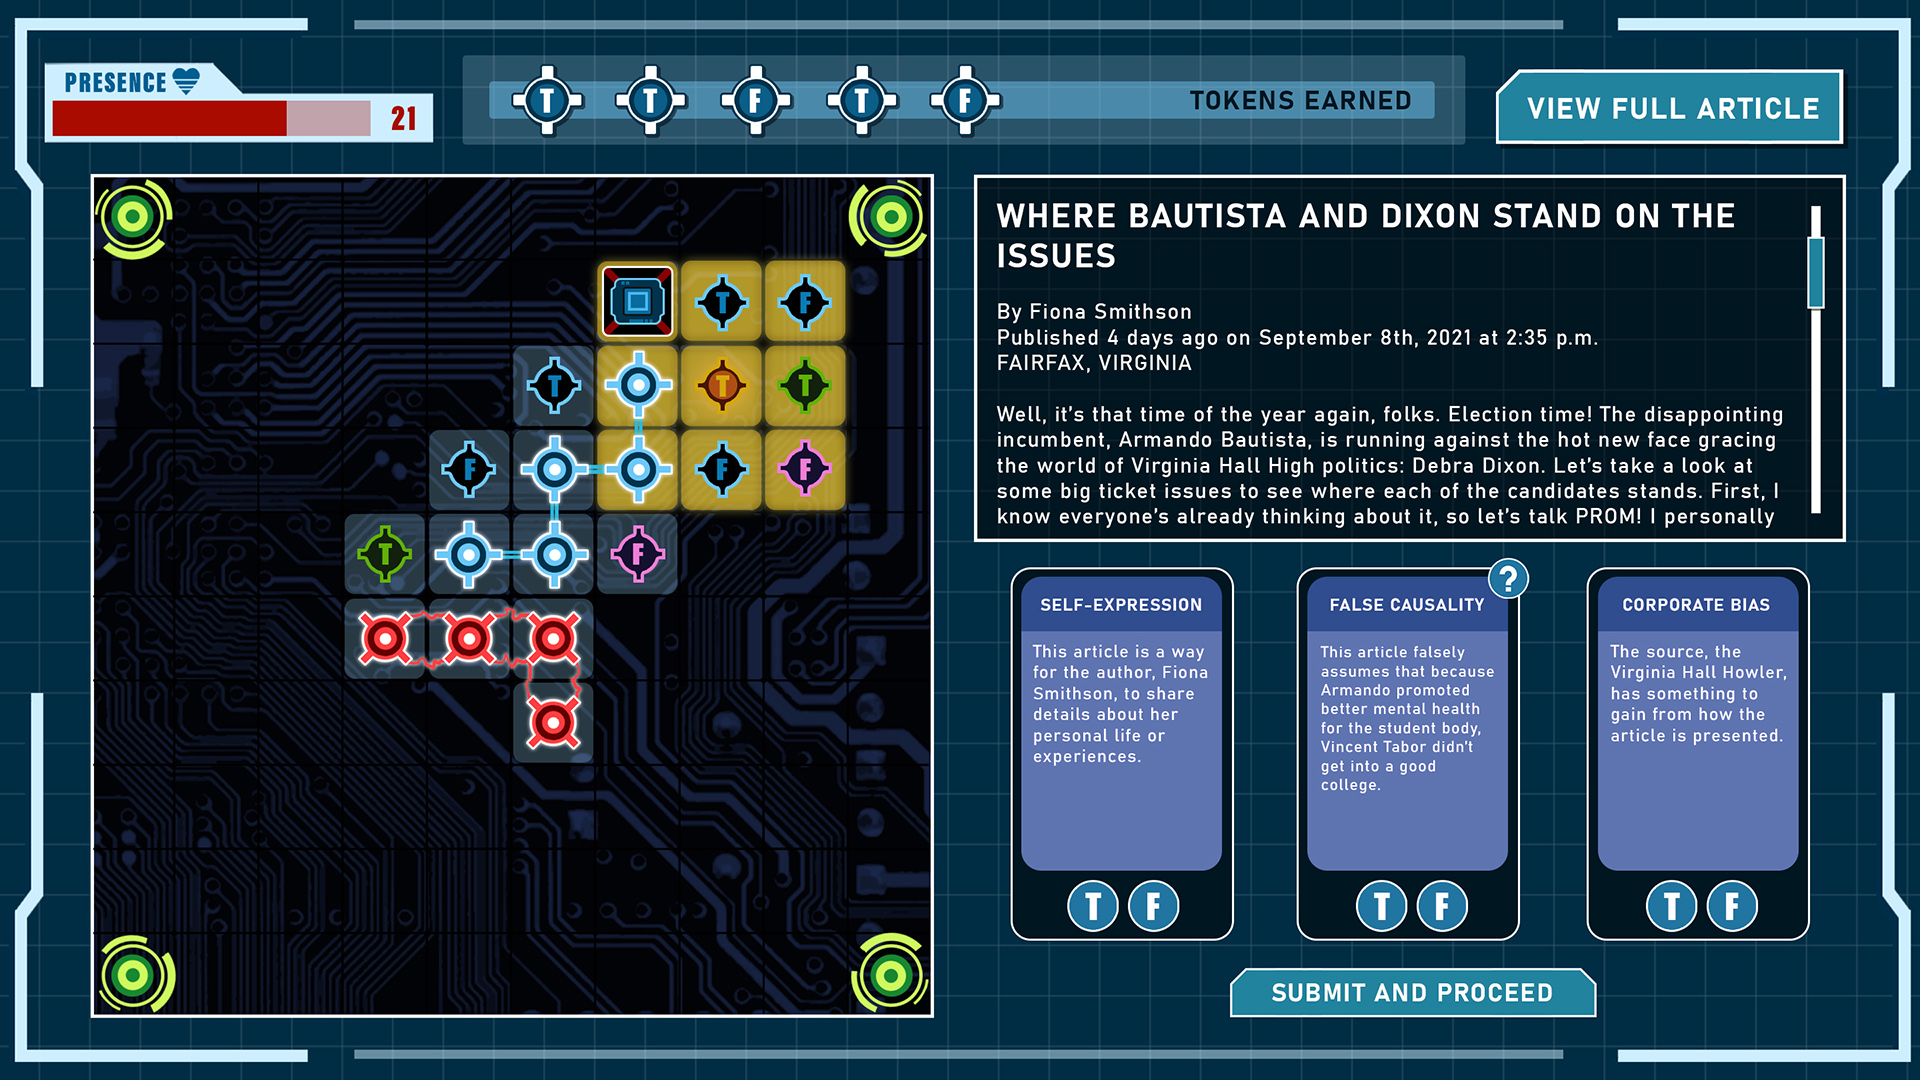 PRESENCE
21
T T F T F
TOKENS EARNED
VIEW FULL ARTICLE
T F
T T T
F F F
T F
WHERE BAUTISTA AND DIXON STAND ON THE
ISSUES
By Fiona Smithson
Published 4 days ago on September 8th, 2021 at 2:35 p.m.
FAIRFAX, VIRGINIA
Well, it's that time of the year again, folks. Election time! The disappointing
incumbent, Armando Bautista, is running against the hot new face gracing
the world of Virginia Hall High politics: Debra Dixon. Let's take a look at
some big ticket issues to see where each of the candidates stands. First, I
know everyone's already thinking about it, so let's talk PROM! I personally
SELF-EXPRESSION
This article is a way
for the author, Fiona
Smithson, to share
details about her
personal life or
experiences.
T F
?
FALSE CAUSALITY
This article falsely
assumes that because
Armando promoted
better mental health
for the student body,
Vincent Tabor didn't
get into a good
college.
T F
CORPORATE BIAS
The source, the
Virginia Hall Howler,
has something to
gain from how the
article is presented.
T F
SUBMIT AND PROCEED